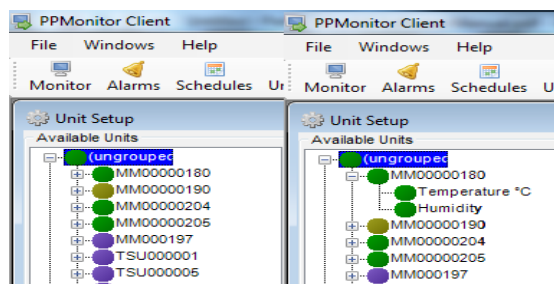 PPMonitor Client
File Windows Help
Monitor Alarms Schedules
Unit Setup
Available Units
(ungrouped
MM00000180
MM00000190
MM00000204
MM00000205
MM000197
TSU000001
TSU000005
PPMonitor Client
File Windows Help
Monitor Alarms Schedules U
Unit Setup
Available Units
(ungrouped
MM00000180
Temperature °C
Humidity
MM00000190
MM00000204
MM00000205
MM000197